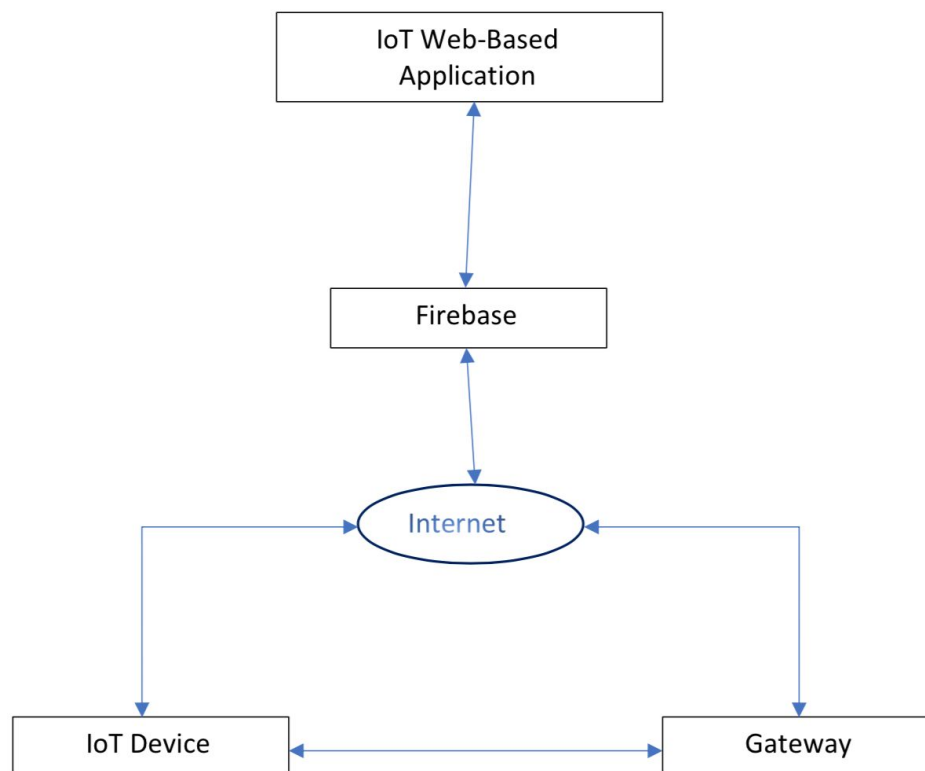 IoT Web-Based
Application
Firebase
Internet
IoT Device
Gateway